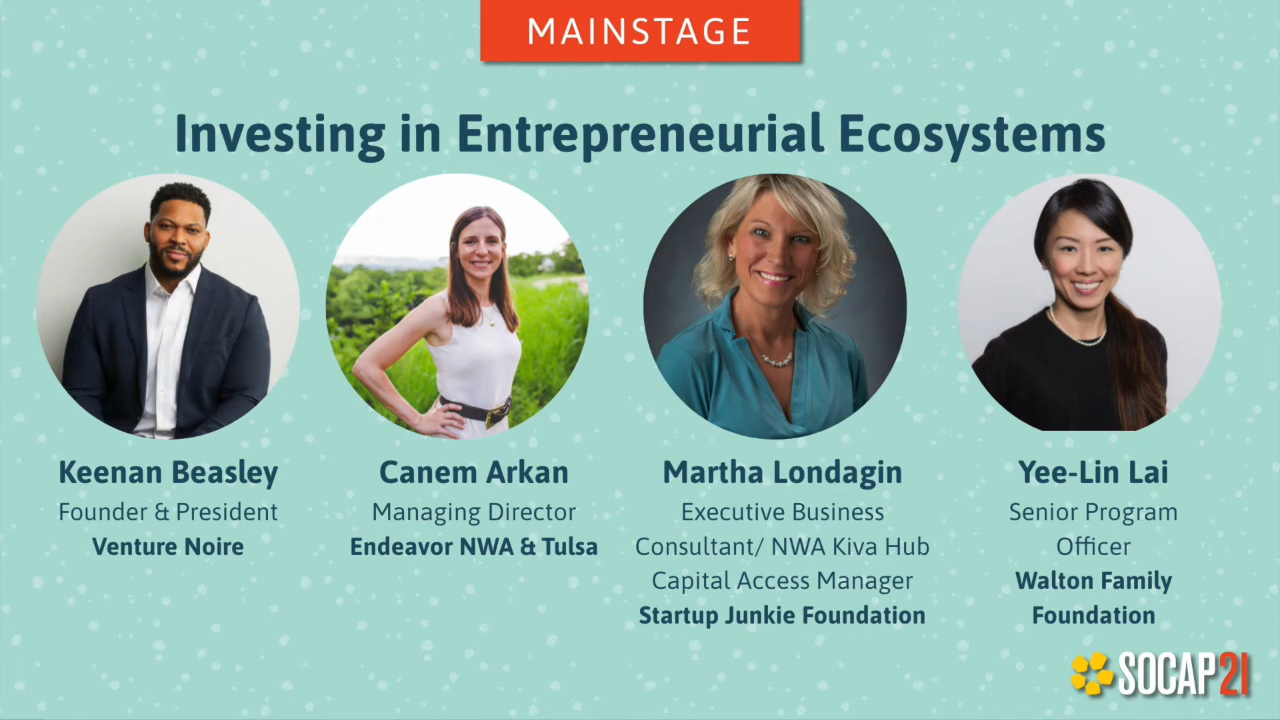 MAINSTAGE
Investing in Entrepreneurial Ecosystems
Keenan Beasley
Founder & President
Venture Noire
Canem Arkan
Managing Director
Endeavor NWA & Tulsa
Martha Londagin
Executive Business
Consultant/ NWA Kiva Hub
Capital Access Manager
Startup Junkie Foundation
Yee-Lin Lai
Senior Program
Officer
Walton Family
Foundation
SOCAP21